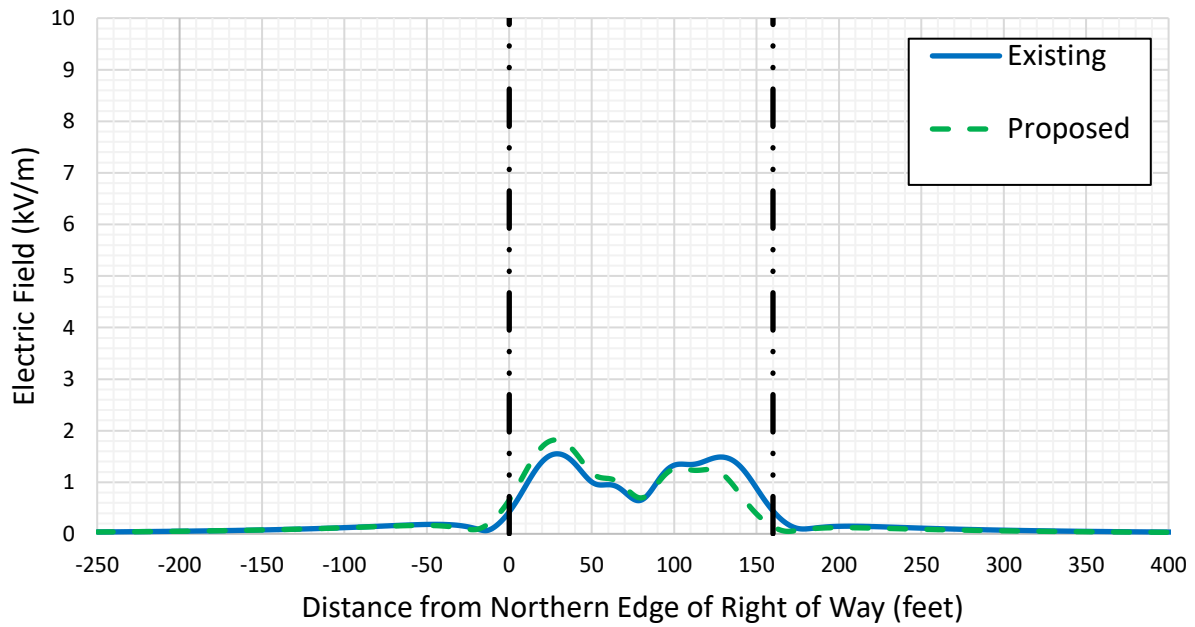 10
9
8
7
6
5
4
3
2
1
0
Electric Field (kV/m)
Existing
Proposed
-250 -200 -150 -100 -50 0 50 100 150 200 250 300 350 400
Distance from Northern Edge of Right of Way (feet)